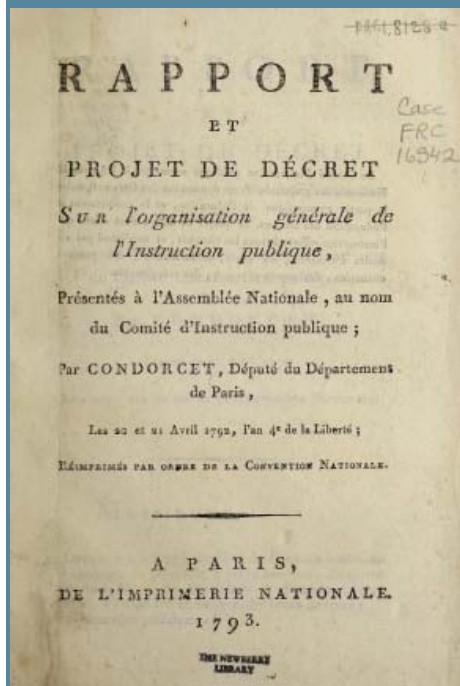 RAPPORT
ET
PROJET DE DÉCRET
Sur l'organisation générale de
l'Instruction publique,
Présentés à l'Assemblée Nationale, au nom
du Comité d'Instruction publique ;
Par CONDORCET, Député du Département
de Paris,
Les 20 et 21 Avril 1792, l'an 4e de la Liberté ;
Réimprimés par ordre de la Convention Nationale.
A PARIS,
DE L'IMPRIMERIE NATIONALE.
1793.
Case
FRC
16942
THE NEWBERRY
LIBRARY